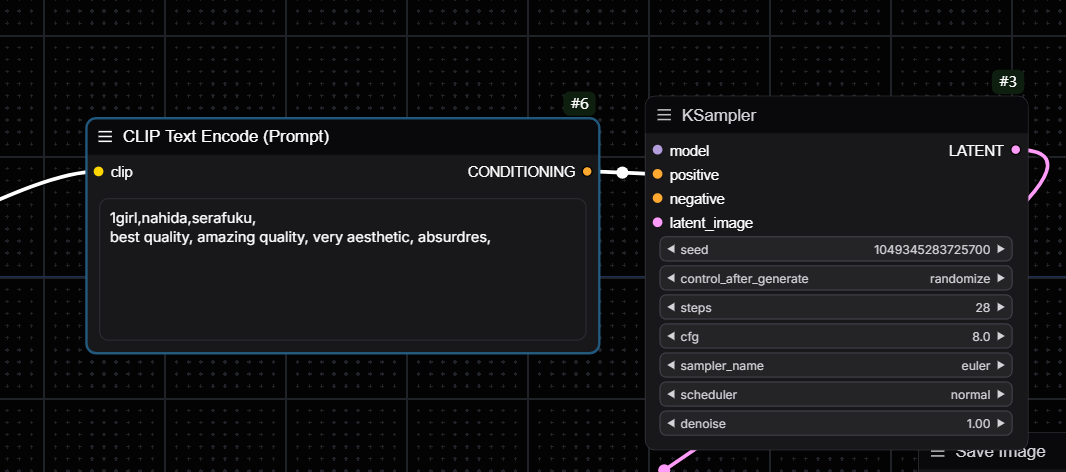 #6
CLIP Text Encode (Prompt)
clip
CONDITIONING
1girl,nahida,serafuku,
best quality, amazing quality, very aesthetic, absurdres,
#3
KSampler
model
LATENT
positive
negative
latent_image
seed 1049345283725700
control_after_generate randomize
steps 28
cfg 8.0
sampler_name euler
scheduler normal
denoise 1.00
Save Image